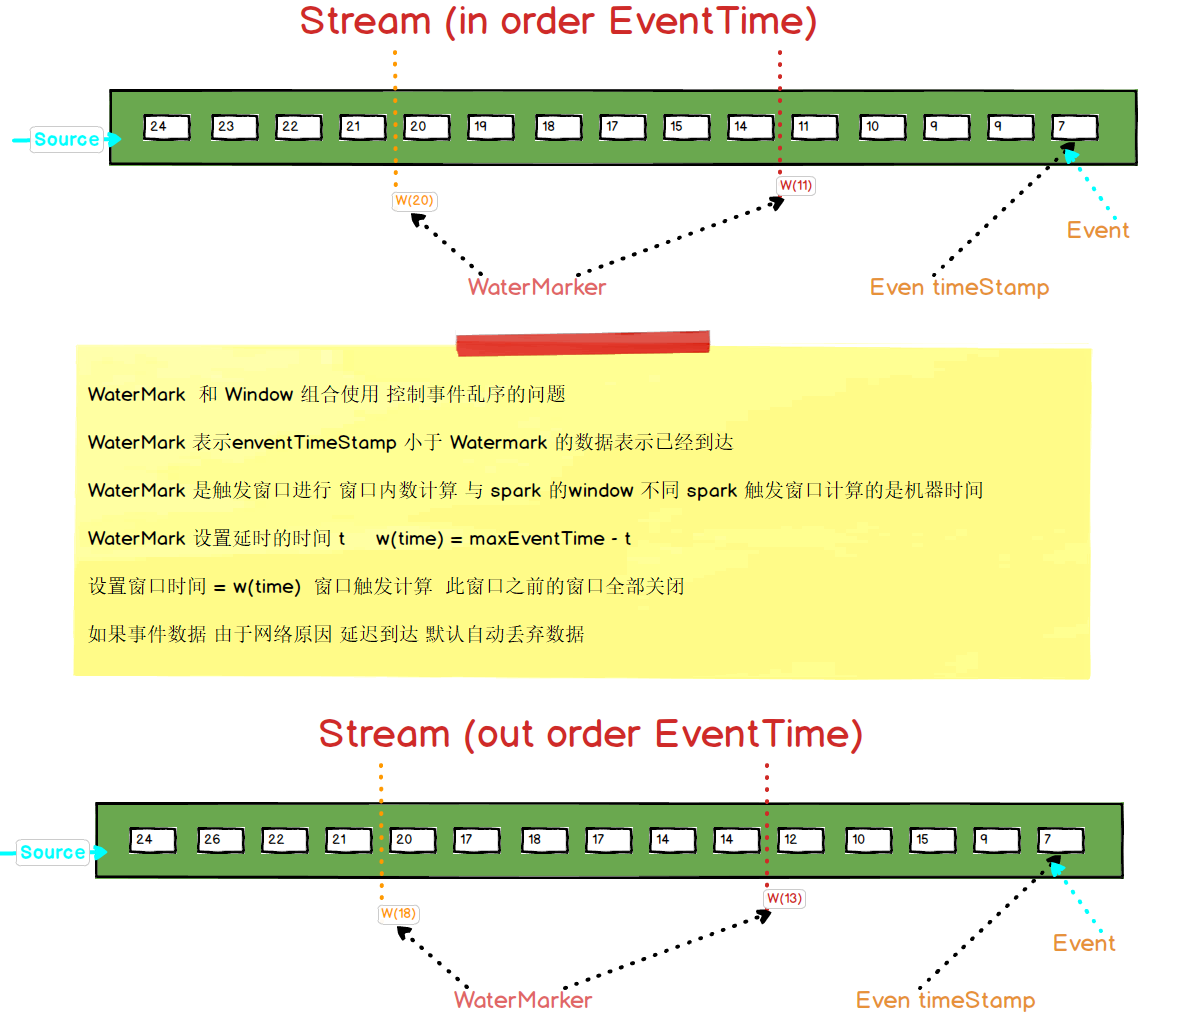 Stream (in order EventTime)
Source
24 23 22 21 20 19 18 17 15 14 11 10 9 9 7
W(20)
W(11)
Event
WaterMarker
Even timeStamp
WaterMark 和 Window 组合使用 控制事件乱序的问题
WaterMark 表示enventTimeStamp 小于 Watermark 的数据表示已经到达
WaterMark 是触发窗口进行 窗口内数计算 与 spark 的window 不同 spark 触发窗口计算的是机器时间
WaterMark 设置延时的时间 t w(time) = maxEventTime - t
设置窗口时间 = w(time) 窗口触发计算 此窗口之前的窗口全部关闭
如果事件数据 由于网络原因 延迟到达 默认自动丢弃数据
Stream (out order EventTime)
Source
24 26 22 21 20 17 18 17 14 14 12 10 15 9 7
W(18)
W(13)
Event
WaterMarker
Even timeStamp